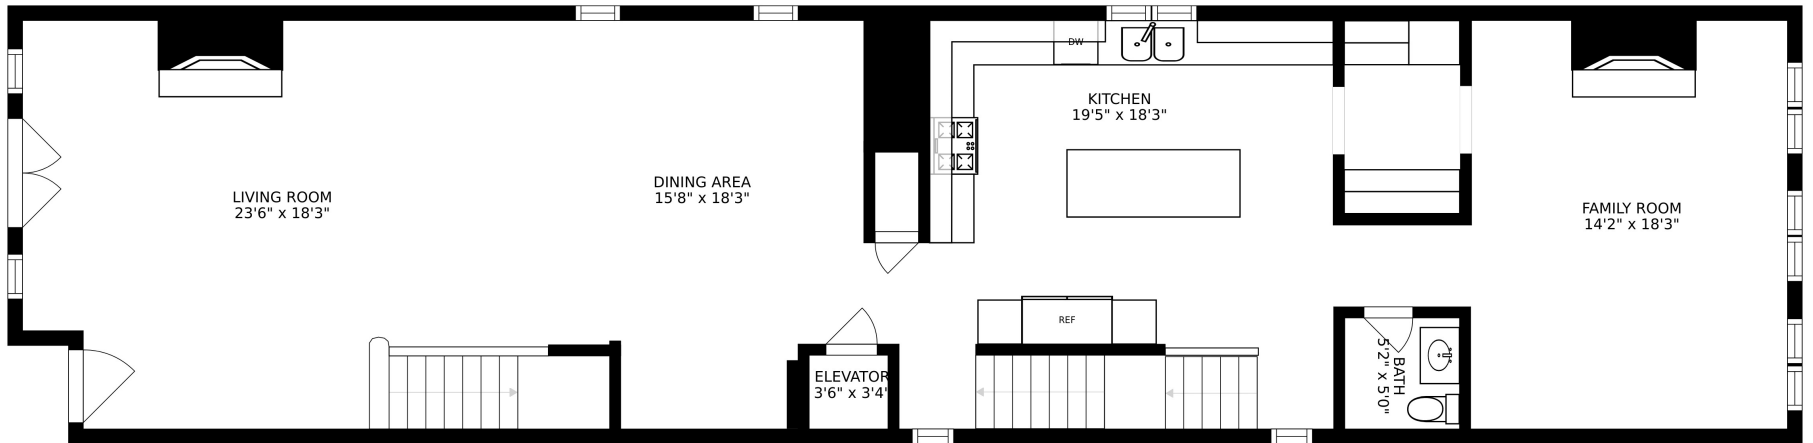 LIVING ROOM
23'6" x 18'3"
DINING AREA
15'8" x 18'3"
DW
KITCHEN
19'5" x 18'3"
FAMILY ROOM
14'2" x 18'3"
REF
ELEVATOR
3'6" x 3'4"
BATH
5'2" x 5'0"